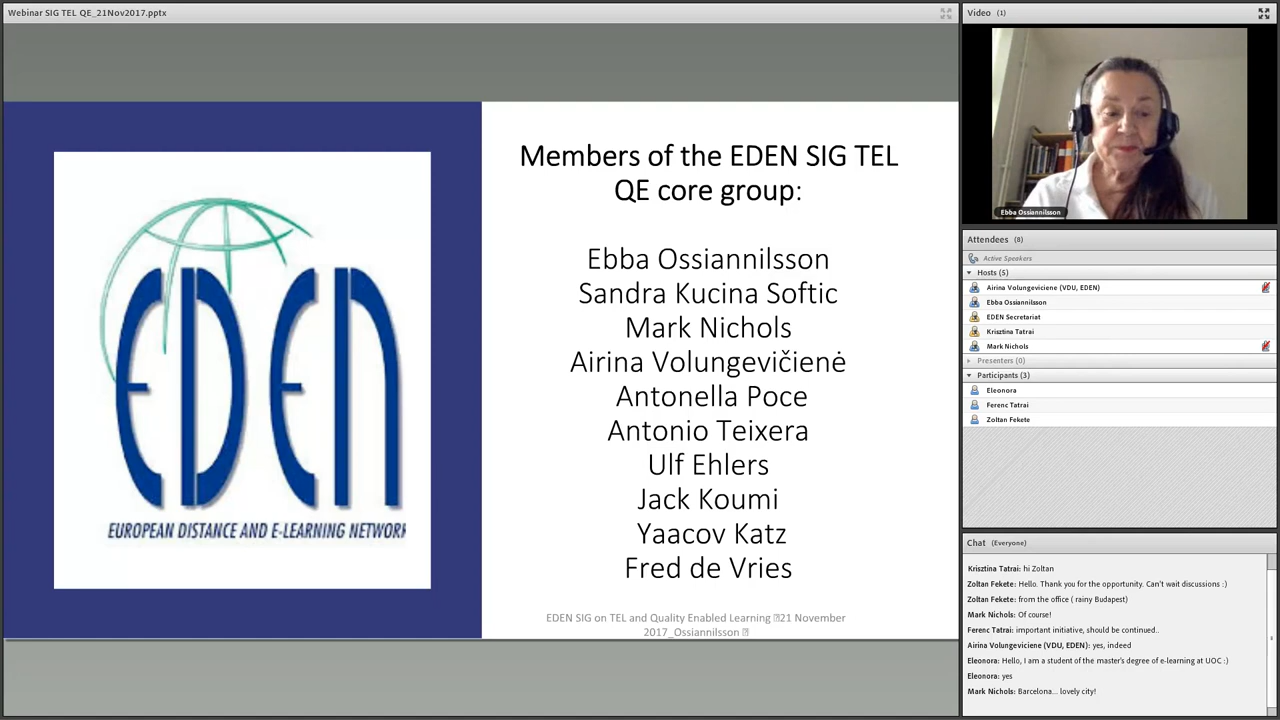 Webinar SIG TEL QE_21Nov2017.pptx
EDEN
EUROPEAN DISTANCE AND E-LEARNING NETWORK
Members of the EDEN SIG TEL
QE core group:
Ebba Ossiannilsson
Sandra Kucina Softic
Mark Nichols
Airina Volungevičienė
Antonella Poce
Antonio Teixera
Ulf Ehlers
Jack Koumi
Yaacov Katz
Fred de Vries
EDEN SIG on TEL and Quality Enabled Learning 21 November
2017_Ossiannilsson
Video (1)
Ebba Ossiannilsson
Attendees (8)
Active Speakers
Hosts (5)
Airina Volungeviciene (VDU, EDEN)
Ebba Ossiannilsson
EDEN Secretariat
Krisztina Tatrai
Mark Nichols
Presenters (0)
Participants (3)
Eleonora
Ferenc Tatrai
Zoltan Fekete
Chat (Everyone)
Krisztina Tatrai: hi Zoltan
Zoltan Fekete: Hello. Thank you for the opportunity. Can't wait discussions :)
Zoltan Fekete: from the office ( rainy Budapest)
Mark Nichols: Of course!
Ferenc Tatrai: important initiative, should be continued..
Airina Volungeviciene (VDU, EDEN): yes, indeed
Eleonora: Hello, I am a student of the master's degree of e-learning at UOC :)
Eleonora: yes
Mark Nichols: Barcelona... lovely city!